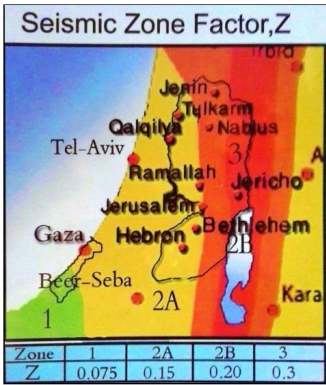 Seismic Zone Factor,Z
Irbid
Jenin
Tulkarm
Qalqilya
Nablus
Tel-Aviv
3
Ramallah
A
Jericho
Jerusalem
Gaza
Bethlehem
Hebron
2B
Beer-Seba
2A
Kara
1
Zone 1 2A 2B 3
Z 0.075 0.15 0.20 0.3